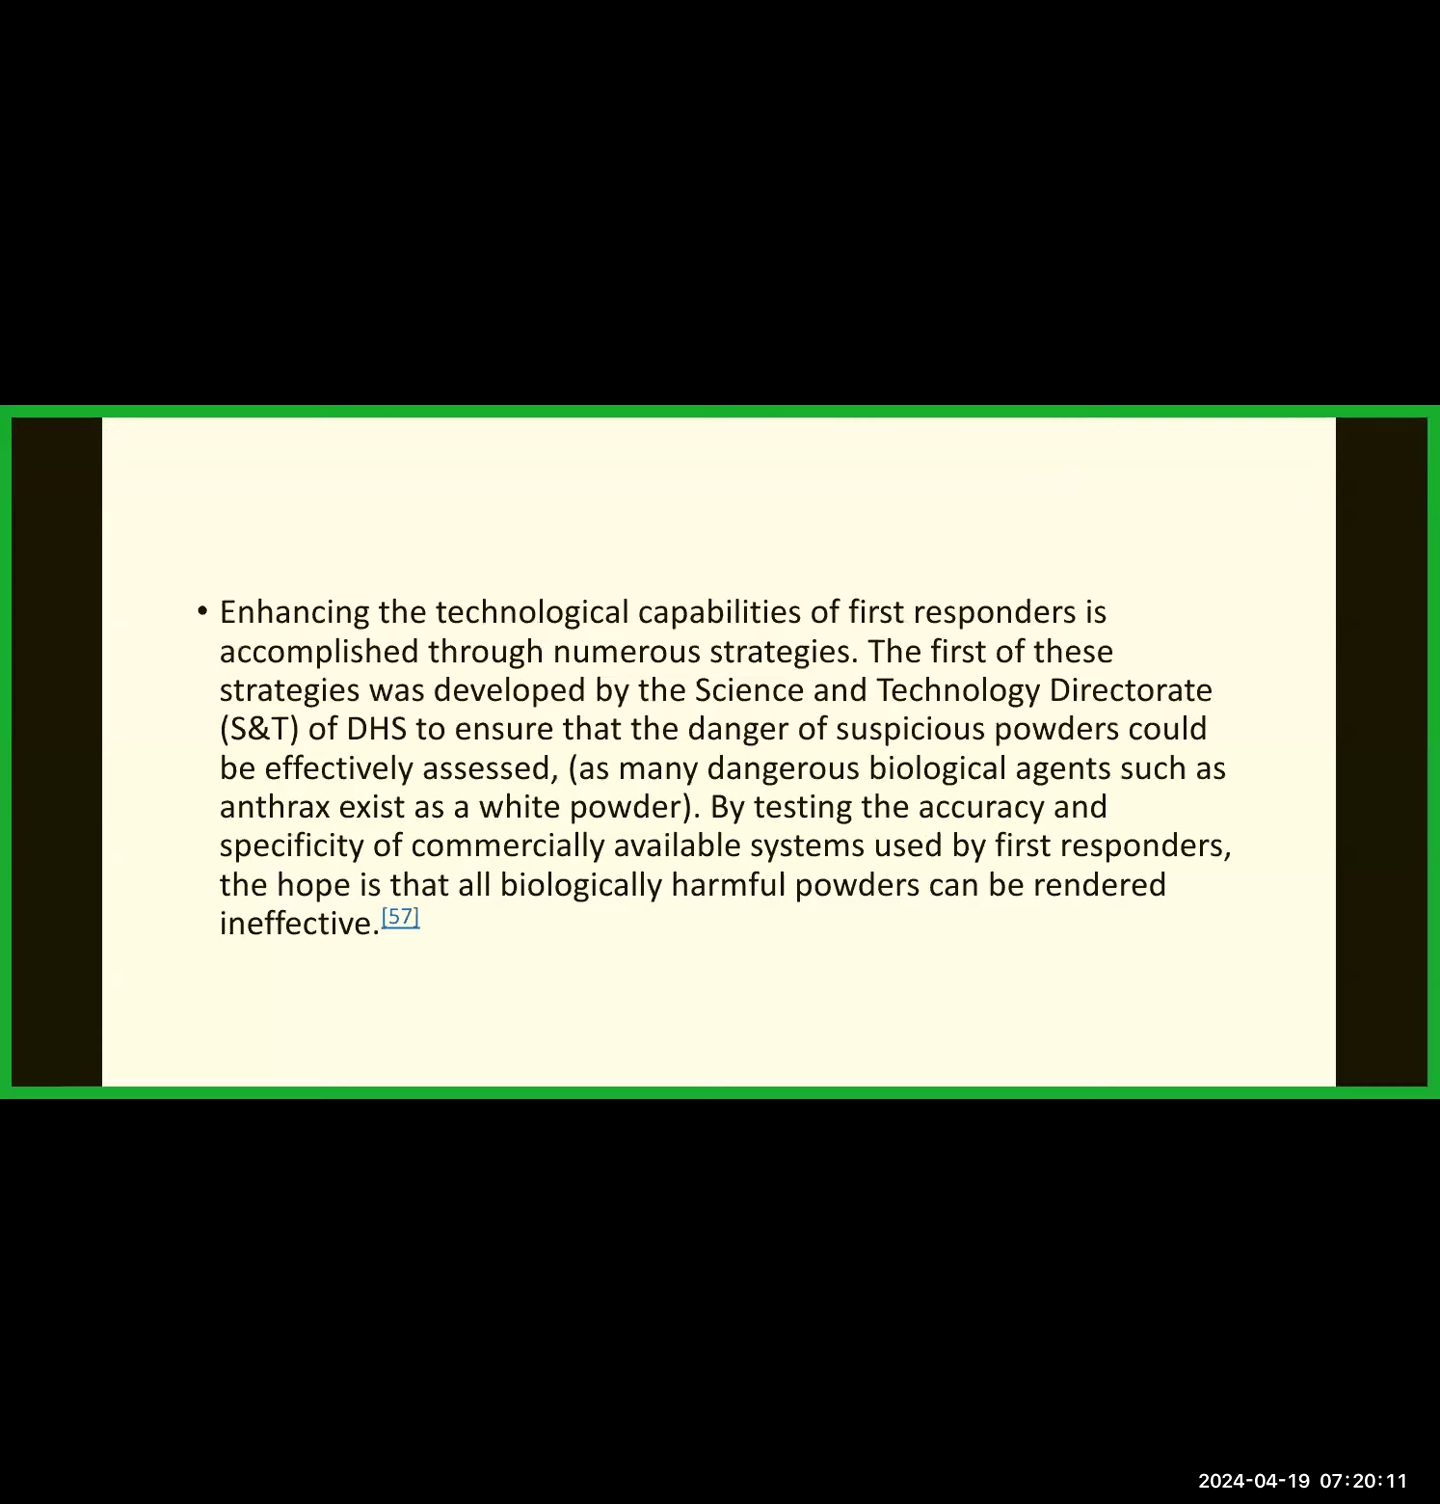 • Enhancing the technological capabilities of first responders is
accomplished through numerous strategies. The first of these
strategies was developed by the Science and Technology Directorate
(S&T) of DHS to ensure that the danger of suspicious powders could
be effectively assessed, (as many dangerous biological agents such as
anthrax exist as a white powder). By testing the accuracy and
specificity of commercially available systems used by first responders,
the hope is that all biologically harmful powders can be rendered
ineffective.[57]
2024-04-19 07:20:11